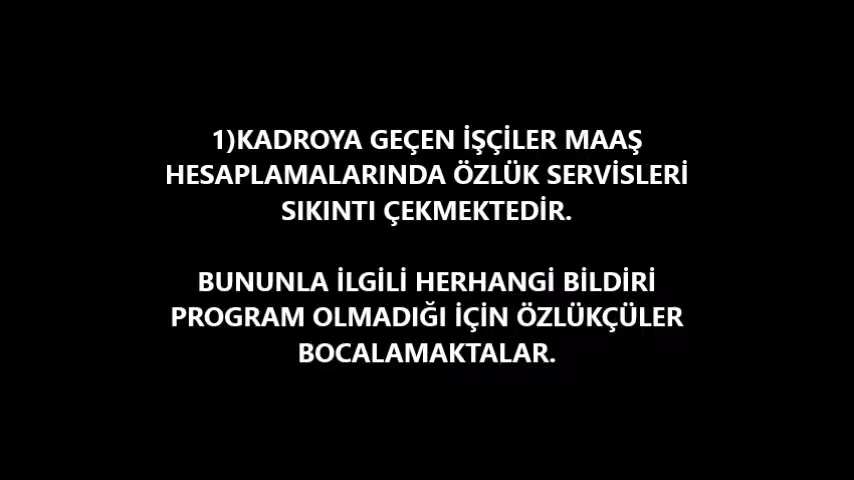 1)KADROYA GEÇEN İŞÇİLER MAAŞ
HESAPLAMALARINDA ÖZLÜK SERVİSLERİ
SIKINTI ÇEKMEKTEDİR.
BUNUNLA İLGİLİ HERHANGİ BİLDİRİ
PROGRAM OLMADIĞI İÇİN ÖZLÜKÇÜLER
BOCALAMAKTALAR.